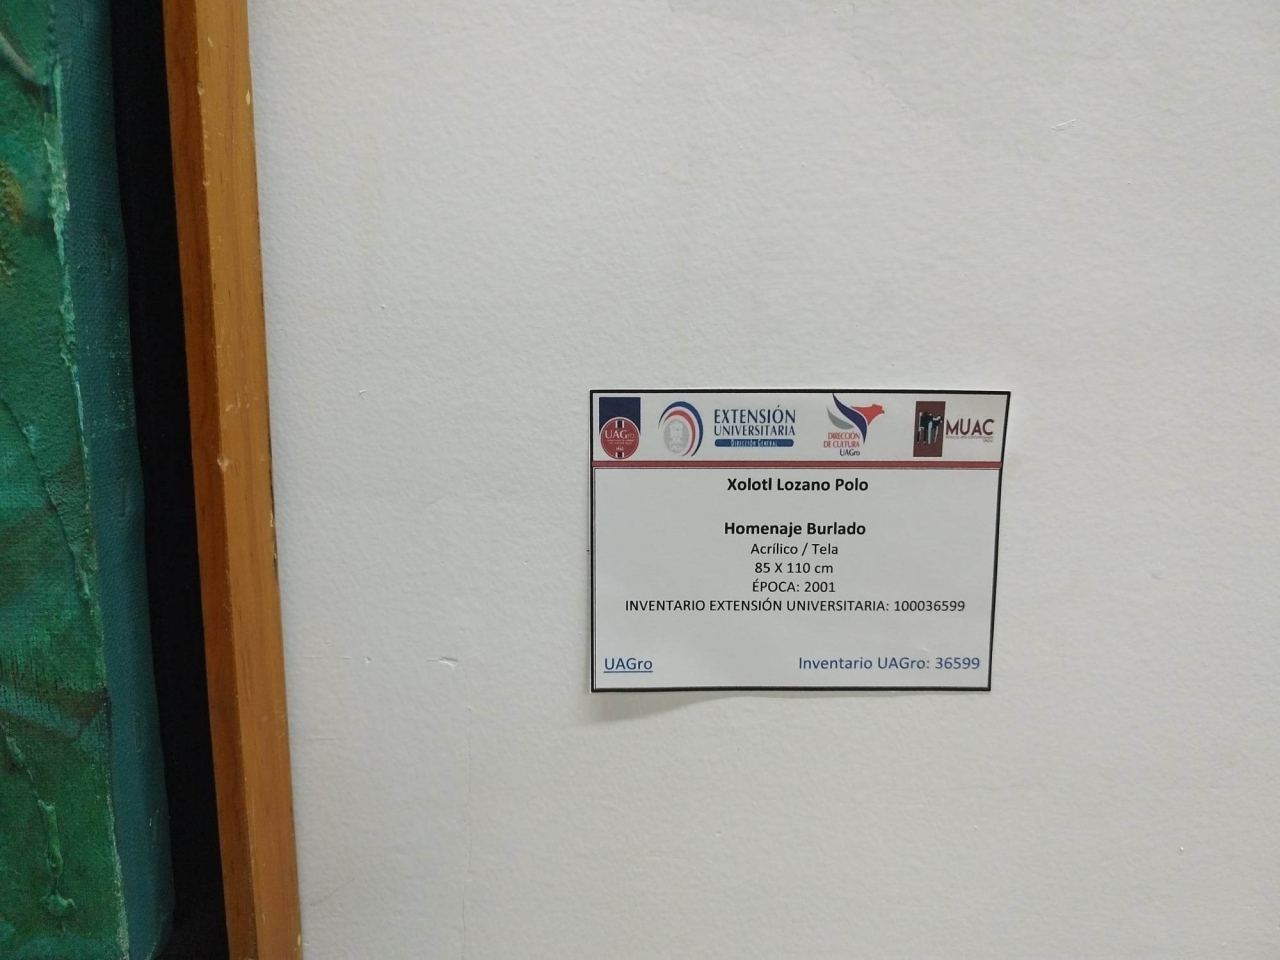 UAGro
EXTENSIÓN
UNIVERSITARIA
DIRECCIÓN GENERAL
DIRECCIÓN
DE CULTURA
UAGro
MUAC
Xolotl Lozano Polo
Homenaje Burlado
Acrílico / Tela
85 X 110 cm
ÉPOCA: 2001
INVENTARIO EXTENSIÓN UNIVERSITARIA: 100036599
UAGro
Inventario UAGro: 36599